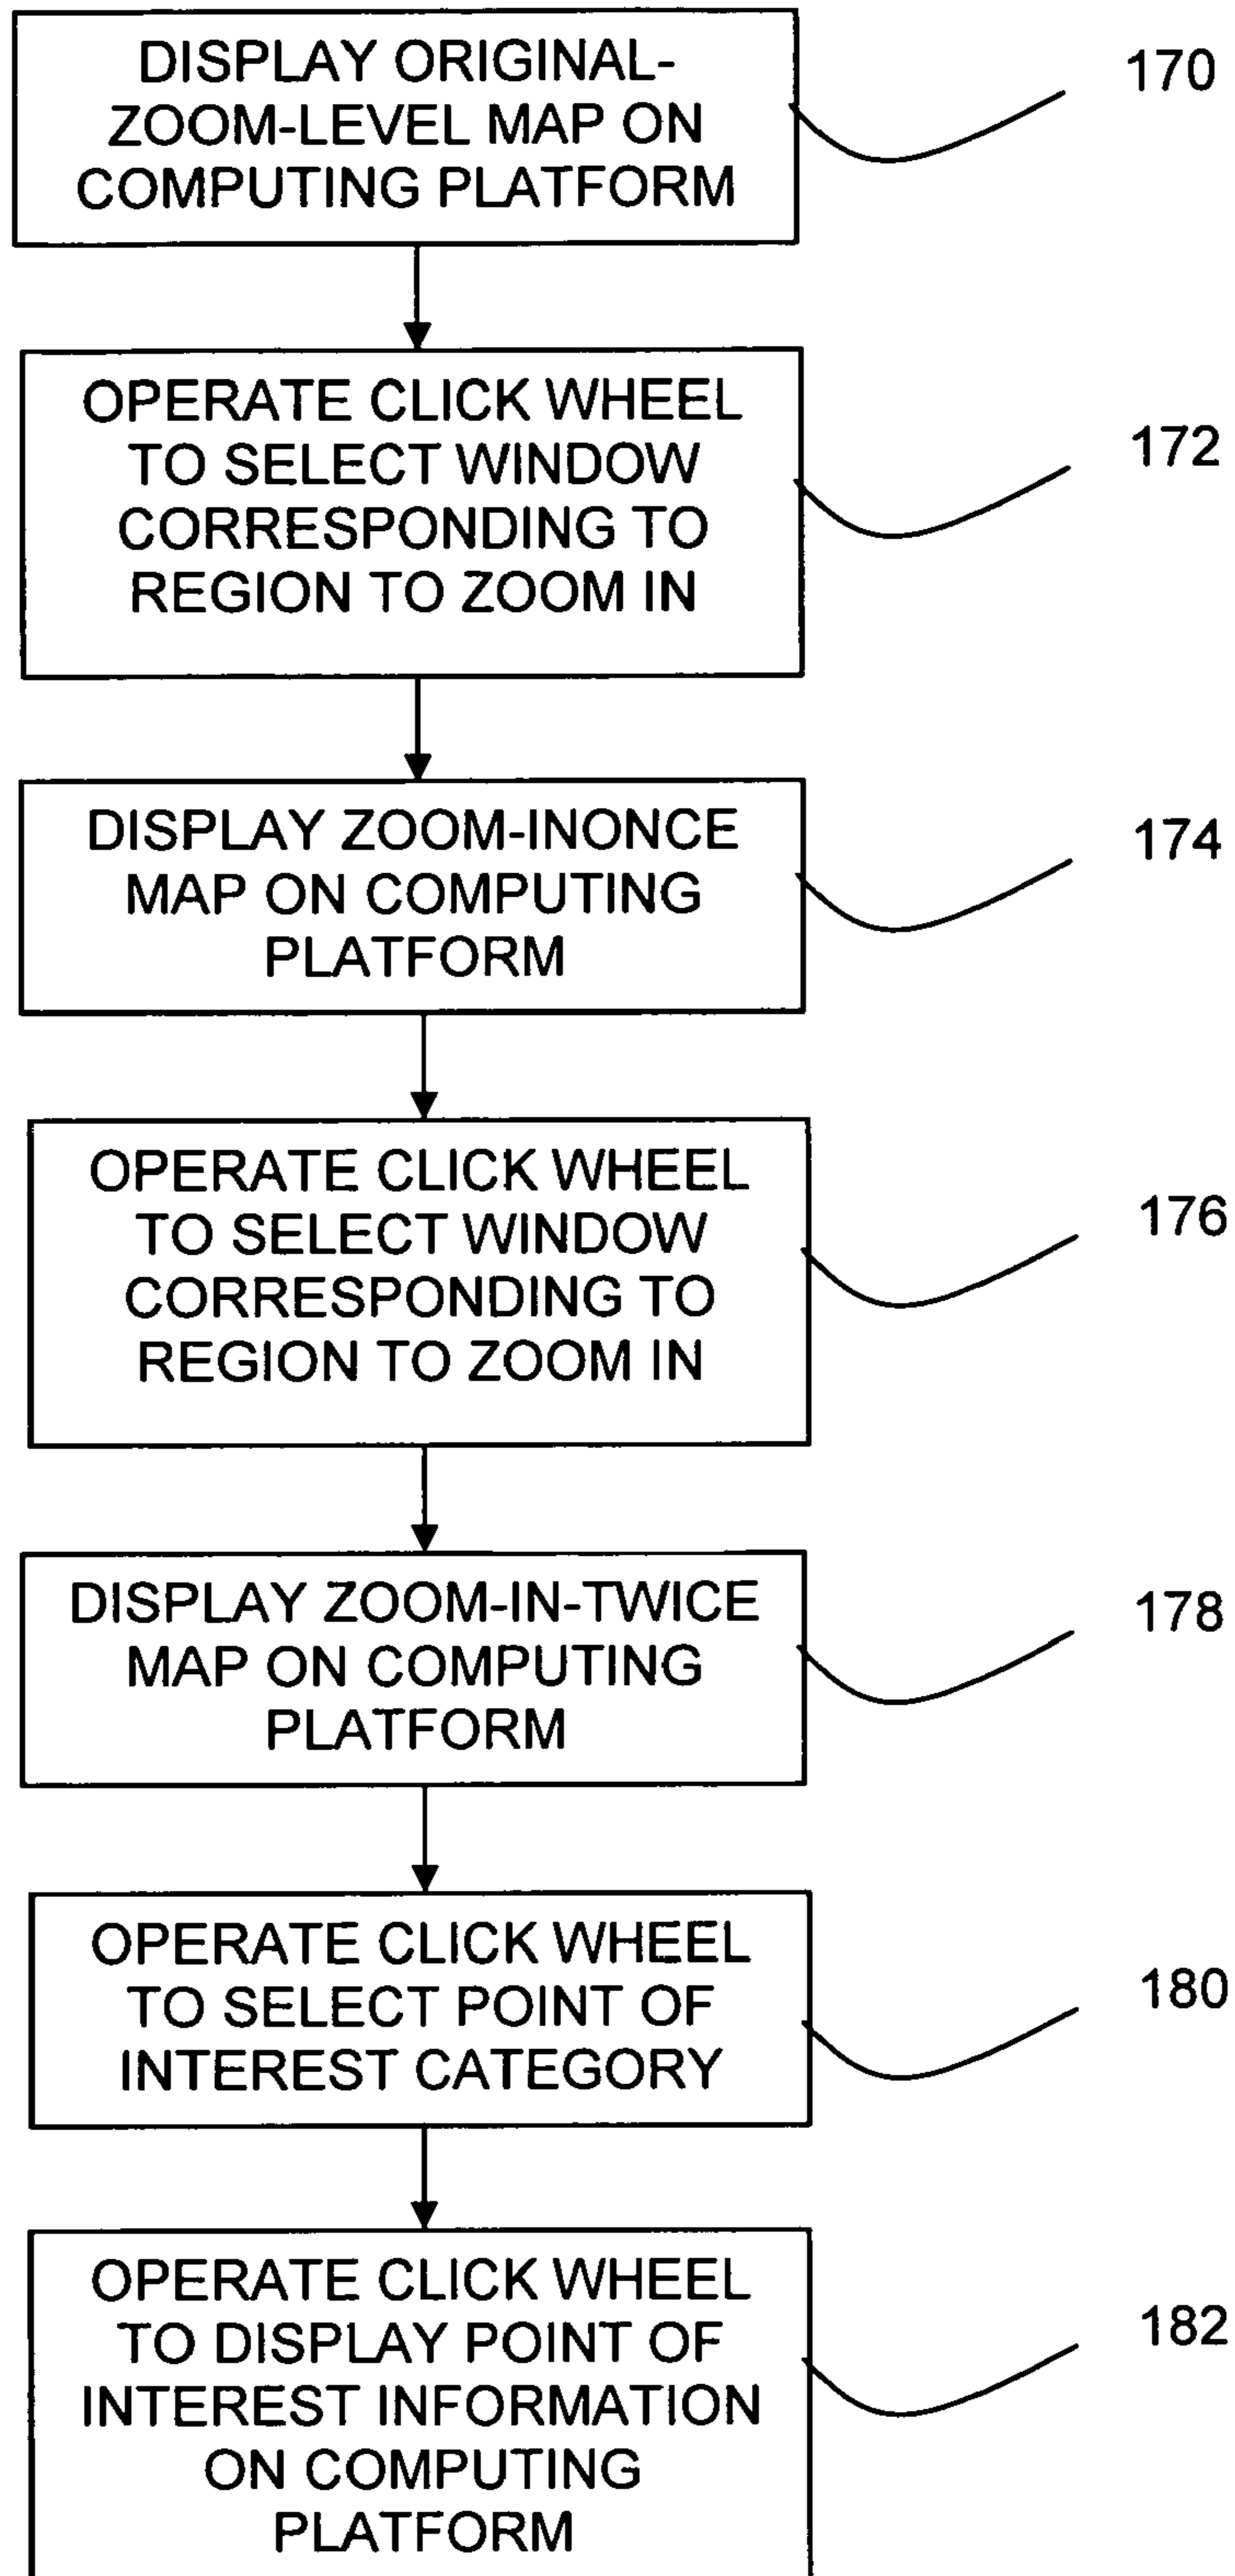 DISPLAY ORIGINAL-
ZOOM-LEVEL MAP ON
COMPUTING PLATFORM
170
OPERATE CLICK WHEEL
TO SELECT WINDOW
CORRESPONDING TO
REGION TO ZOOM IN
172
DISPLAY ZOOM-INONCE
MAP ON COMPUTING
PLATFORM
174
OPERATE CLICK WHEEL
TO SELECT WINDOW
CORRESPONDING TO
REGION TO ZOOM IN
176
DISPLAY ZOOM-IN-TWICE
MAP ON COMPUTING
PLATFORM
178
OPERATE CLICK WHEEL
TO SELECT POINT OF
INTEREST CATEGORY
180
OPERATE CLICK WHEEL
TO DISPLAY POINT OF
INTEREST INFORMATION
ON COMPUTING
PLATFORM
182